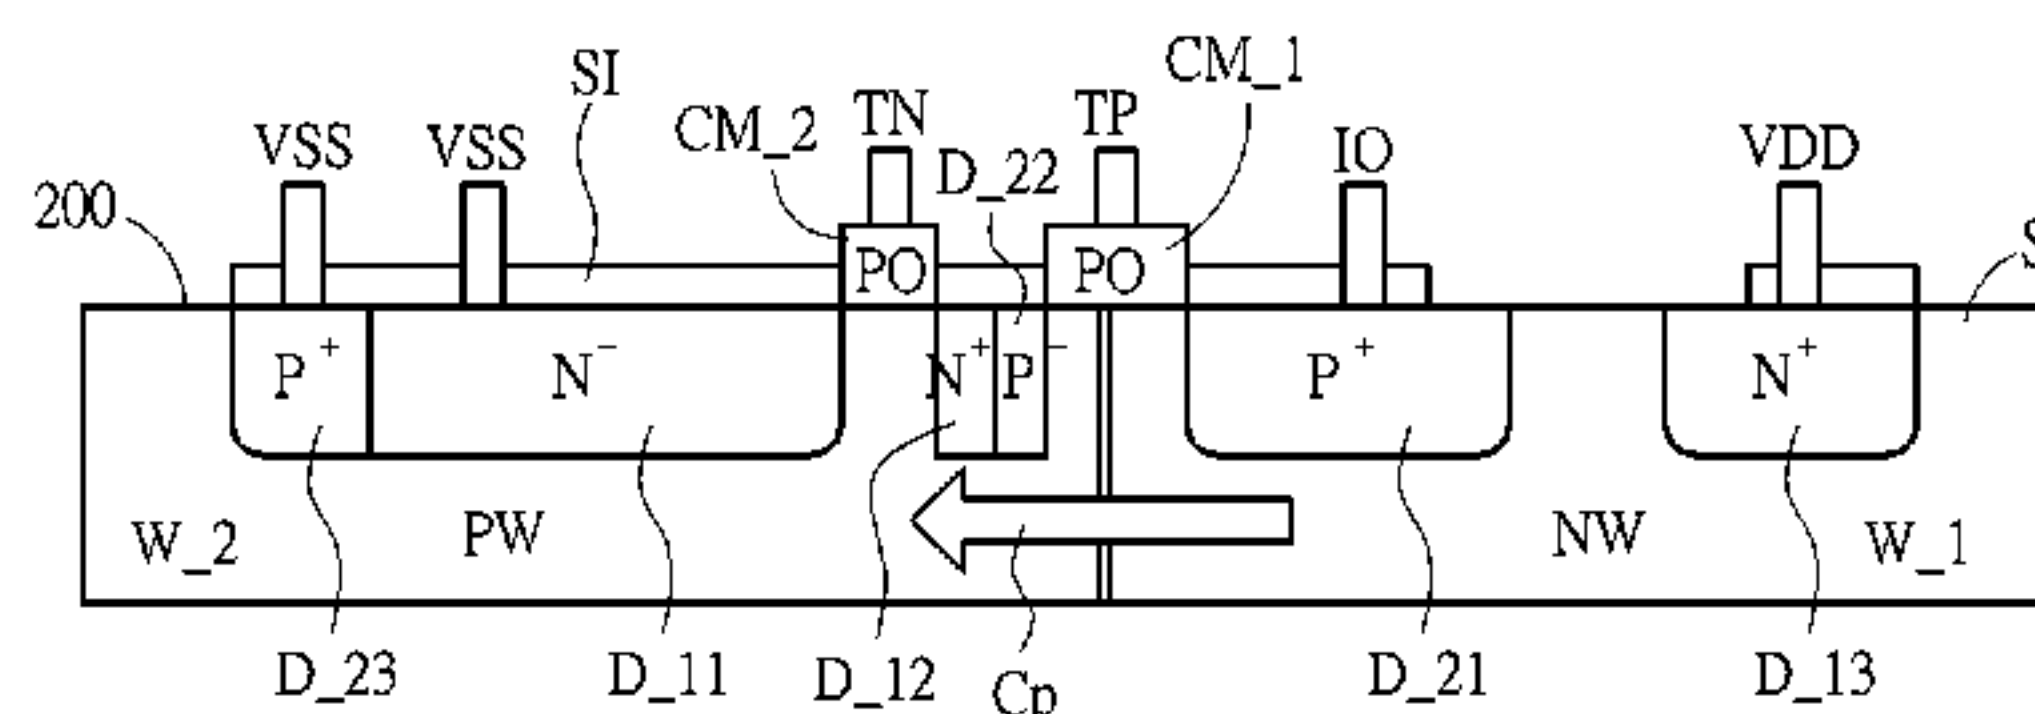 SI
CM_1
VSS
VSS
CM_2
TN
TP
D_22
IO
VDD
200
PO
PO
S
P+
N−
N+
P−
P+
N+
W_2
PW
NW
W_1
D_23
D_11
D_12
Cp
D_21
D_13